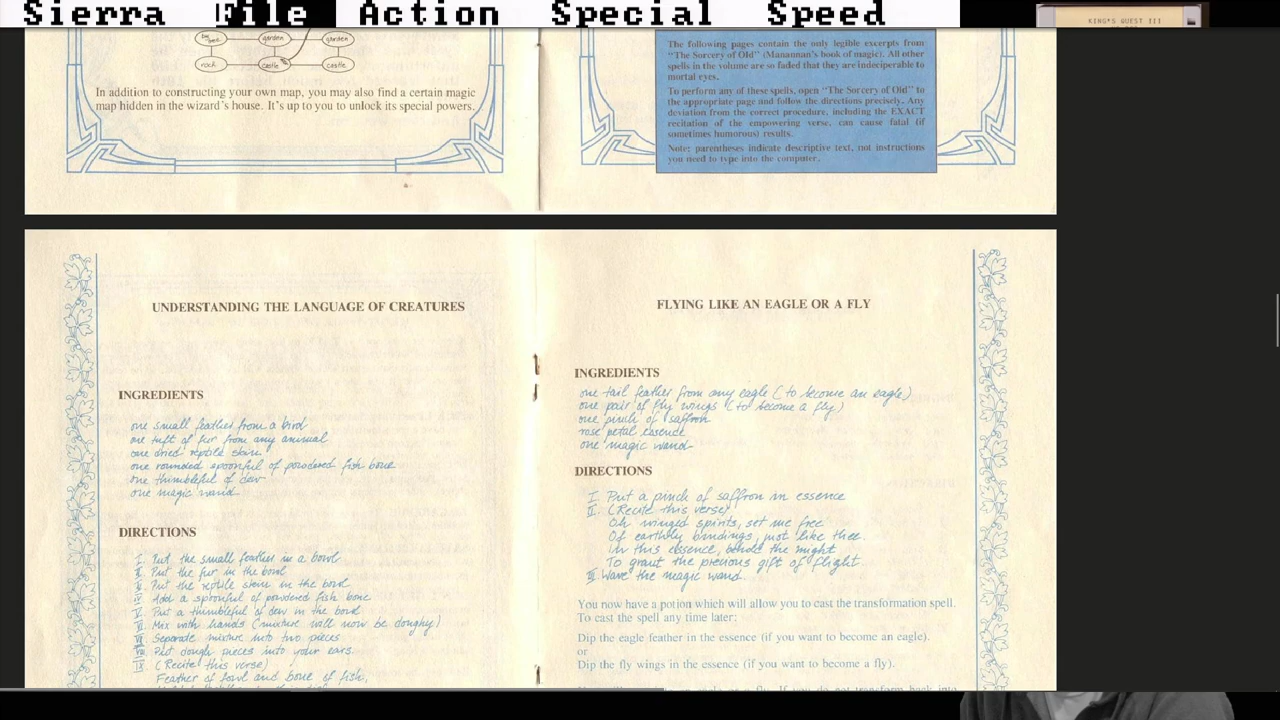 Sierra File Action Special Speed
KING'S QUEST III
garden garden
rock castle castle
In addition to constructing your own map, you may also find a certain magic
map hidden in the wizard's house. It's up to you to unlock its special powers.
The following pages contain the only legible excerpts from
"The Sorcery of Old" (Manannan's book of magic). All other
spells in the volume are so faded that they are indeciperable to
mortal eyes.
To perform any of these spells, open "The Sorcery of Old" to
the appropriate page and follow the directions precisely. Any
deviation from the correct procedure, including the EXACT
recitation of the empowering verse, can cause fatal (if
sometimes humorous) results.
Note: parentheses indicate descriptive text, not instructions
you need to type into the computer.
UNDERSTANDING THE LANGUAGE OF CREATURES
INGREDIENTS
one small feather from a bird
one tuft of fur from any animal
one dried reptile skin
one rounded spoonful of powdered fish bone
one thimbleful of dew
one magic wand
DIRECTIONS
I. Put the small feather in a bowl
II. Put the fur in the bowl
III. Put the reptile skin in the bowl
IV. Add a spoonful of powdered fish bone
V. Put a thimbleful of dew in the bowl
VI. Mix with hands (mixture will now be doughy)
VII. Separate mixture into two pieces
VIII. Put dough pieces into your ears.
IX. (Recite this verse)
Feather of fowl and bone of fish,
FLYING LIKE AN EAGLE OR A FLY
INGREDIENTS
one tail feather from any eagle (to become an eagle)
one pair of fly wings (to become a fly)
one pinch of saffron
rose petal essence
one magic wand
DIRECTIONS
I. Put a pinch of saffron in essence
II. (Recite this verse)
Oh winged spirits, set me free
Of earthly bindings, just like thee.
In this essence, behold the might
To grant the precious gift of flight.
III. Wave the magic wand.
You now have a potion which will allow you to cast the transformation spell.
To cast the spell any time later:
Dip the eagle feather in the essence (if you want to become an eagle).
or
Dip the fly wings in the essence (if you want to become a fly).